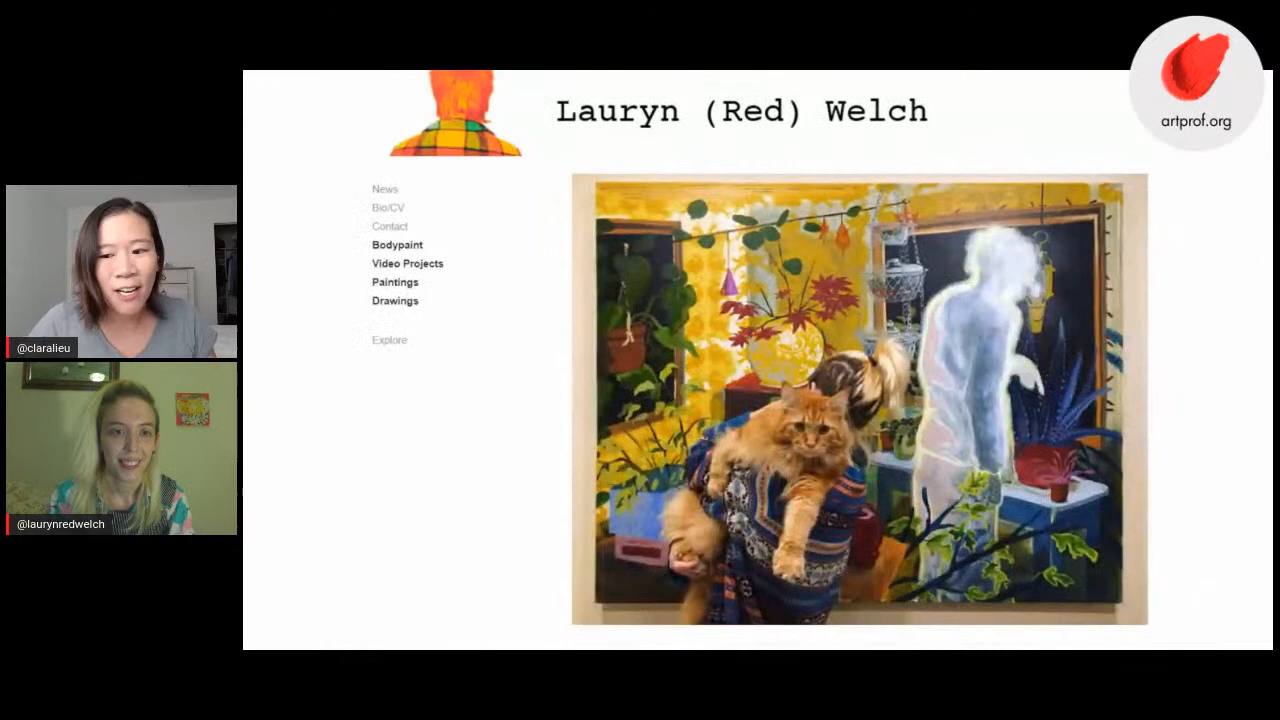 artprof.org
Lauryn (Red) Welch
News
Bio/CV
Contact
Bodypaint
Video Projects
Paintings
Drawings
Explore
@claralieu
@laurynredwelch